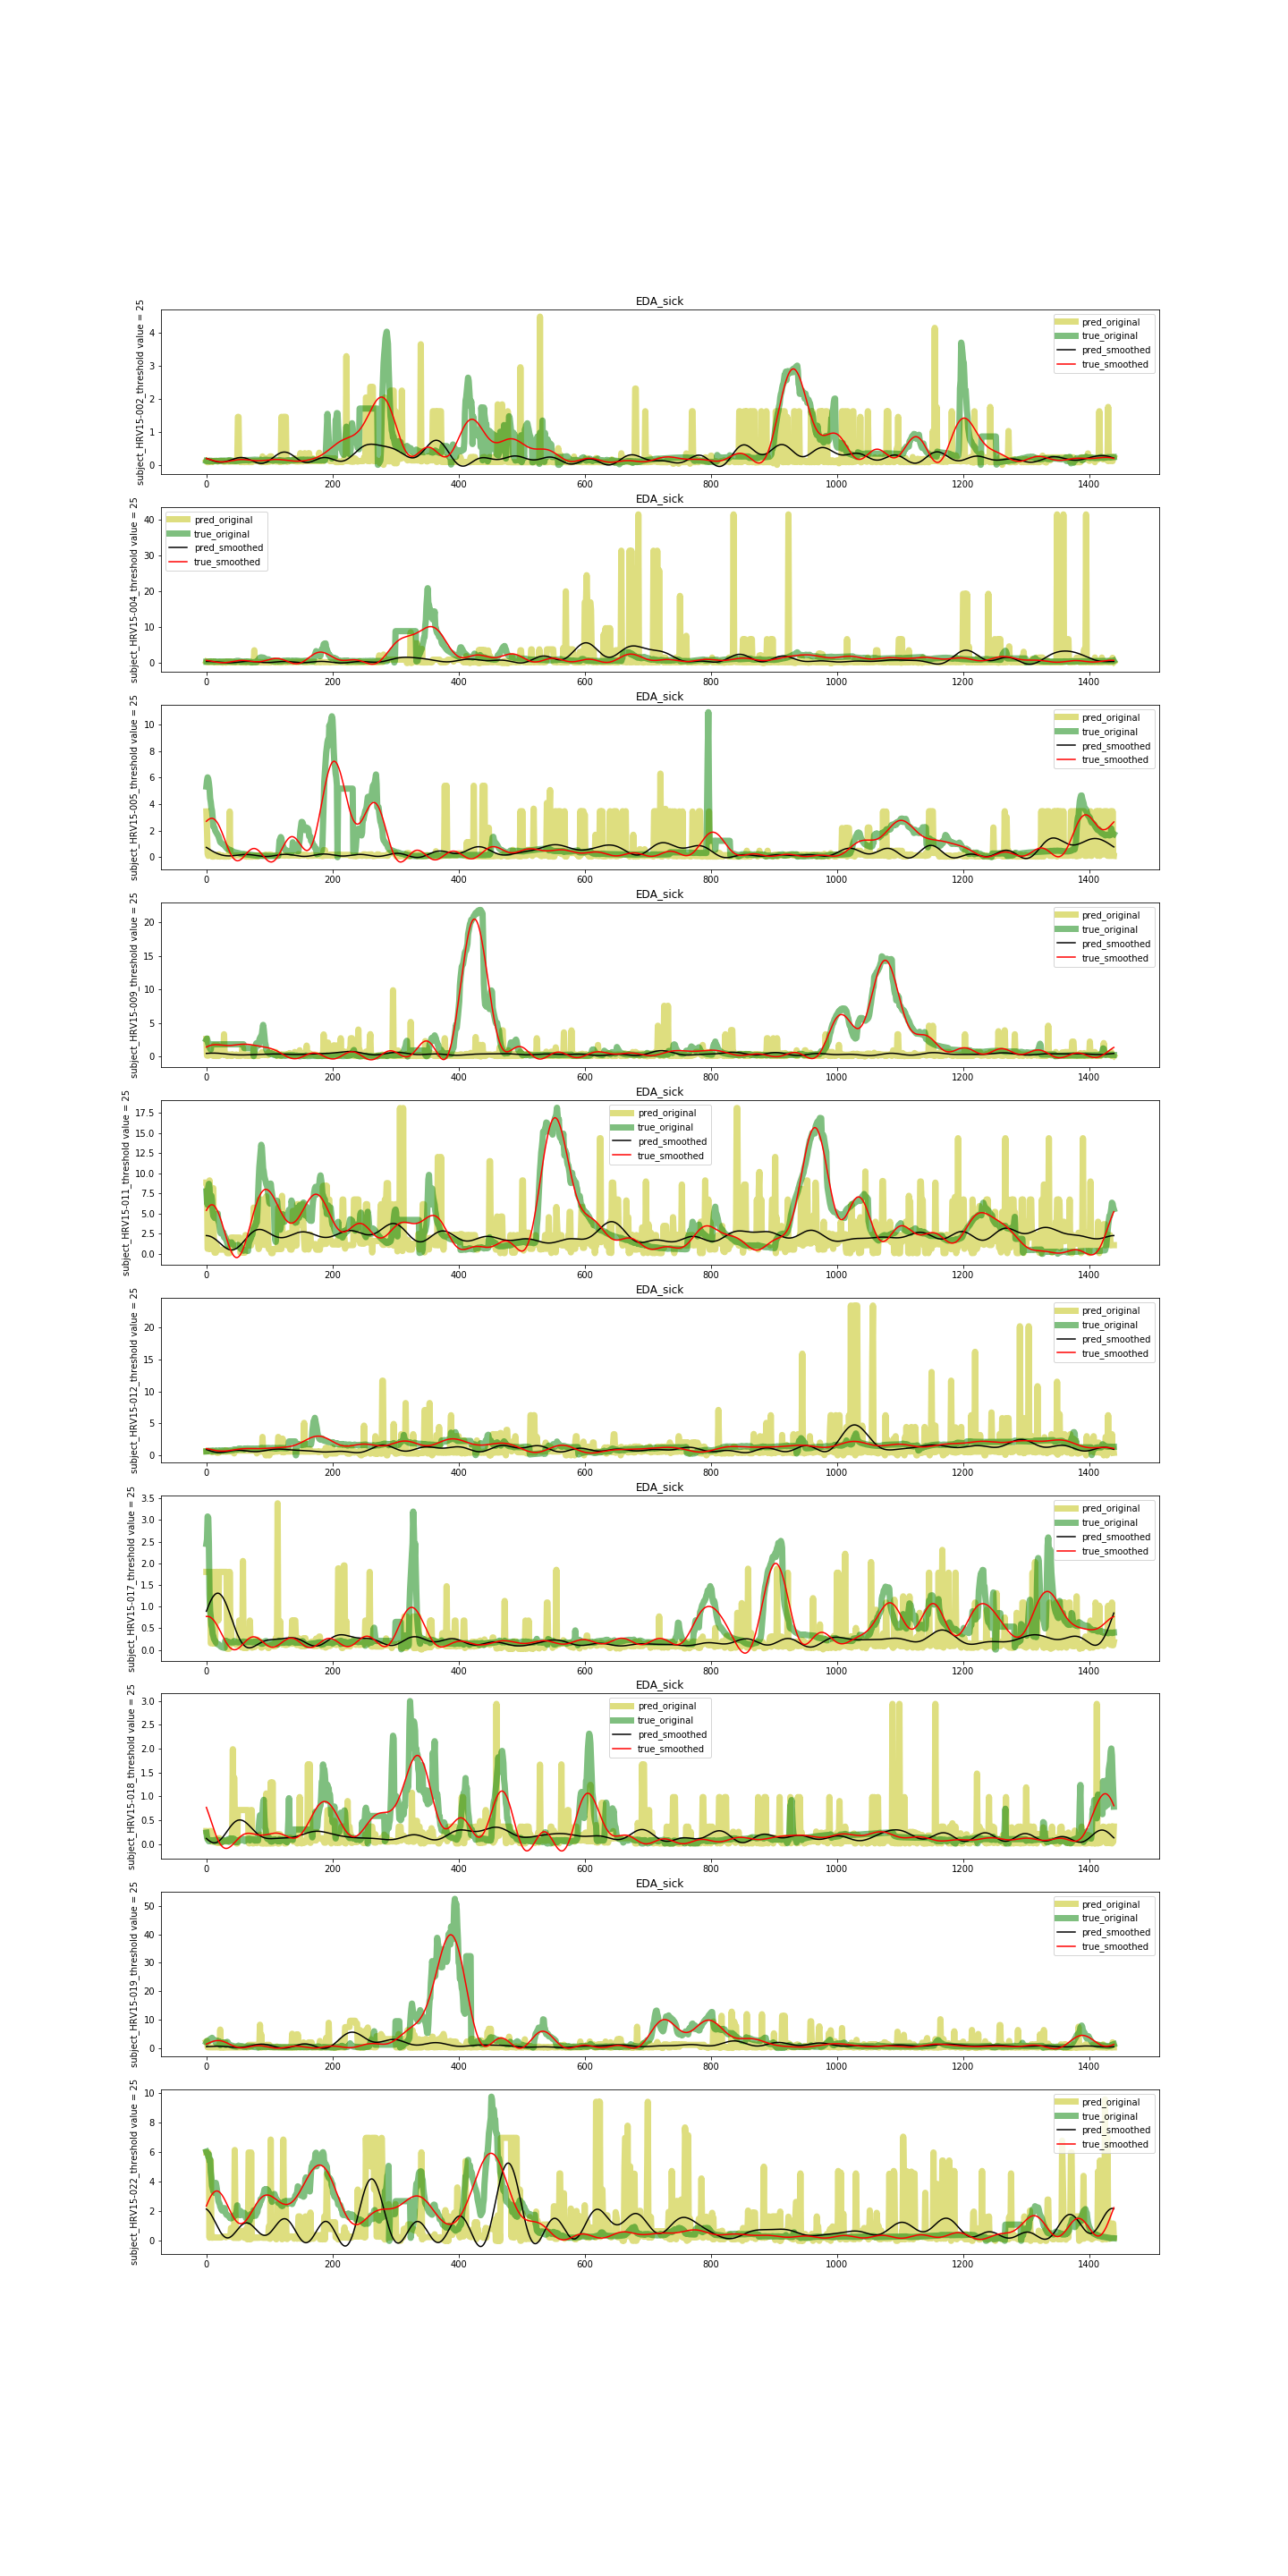 EDA_sick
subject_HRV15-002_threshold value = 25
4
3
2
1
0
pred_original
true_original
pred_smoothed
true_smoothed
0 200 400 600 800 1000 1200 1400
EDA_sick
subject_HRV15-004_threshold value = 25
40
30
20
10
0
pred_original
true_original
pred_smoothed
true_smoothed
0 200 400 600 800 1000 1200 1400
EDA_sick
subject_HRV15-005_threshold value = 25
10
8
6
4
2
0
pred_original
true_original
pred_smoothed
true_smoothed
0 200 400 600 800 1000 1200 1400
EDA_sick
subject_HRV15-009_threshold value = 25
20
15
10
5
0
pred_original
true_original
pred_smoothed
true_smoothed
0 200 400 600 800 1000 1200 1400
EDA_sick
subject_HRV15-011_threshold value = 25
17.5
15.0
12.5
10.0
7.5
5.0
2.5
0.0
pred_original
true_original
pred_smoothed
true_smoothed
0 200 400 600 800 1000 1200 1400
EDA_sick
subject_HRV15-012_threshold value = 25
20
15
10
5
0
pred_original
true_original
pred_smoothed
true_smoothed
0 200 400 600 800 1000 1200 1400
EDA_sick
subject_HRV15-017_threshold value = 25
3.5
3.0
2.5
2.0
1.5
1.0
0.5
0.0
pred_original
true_original
pred_smoothed
true_smoothed
0 200 400 600 800 1000 1200 1400
EDA_sick
subject_HRV15-018_threshold value = 25
3.0
2.5
2.0
1.5
1.0
0.5
0.0
pred_original
true_original
pred_smoothed
true_smoothed
0 200 400 600 800 1000 1200 1400
EDA_sick
subject_HRV15-019_threshold value = 25
50
40
30
20
10
0
pred_original
true_original
pred_smoothed
true_smoothed
0 200 400 600 800 1000 1200 1400
EDA_sick
subject_HRV15-022_threshold value = 25
10
8
6
4
2
0
pred_original
true_original
pred_smoothed
true_smoothed
0 200 400 600 800 1000 1200 1400